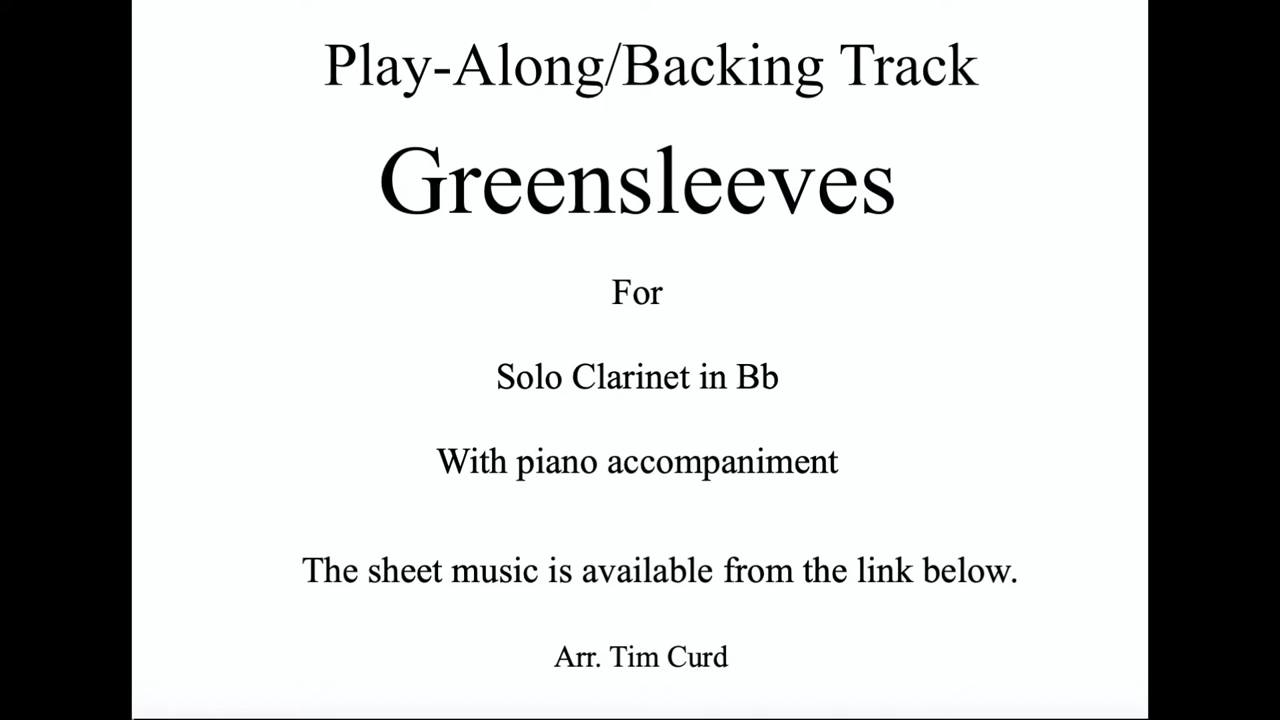 Play-Along/Backing Track
Greensleeves
For
Solo Clarinet in Bb
With piano accompaniment
The sheet music is available from the link below.
Arr. Tim Curd